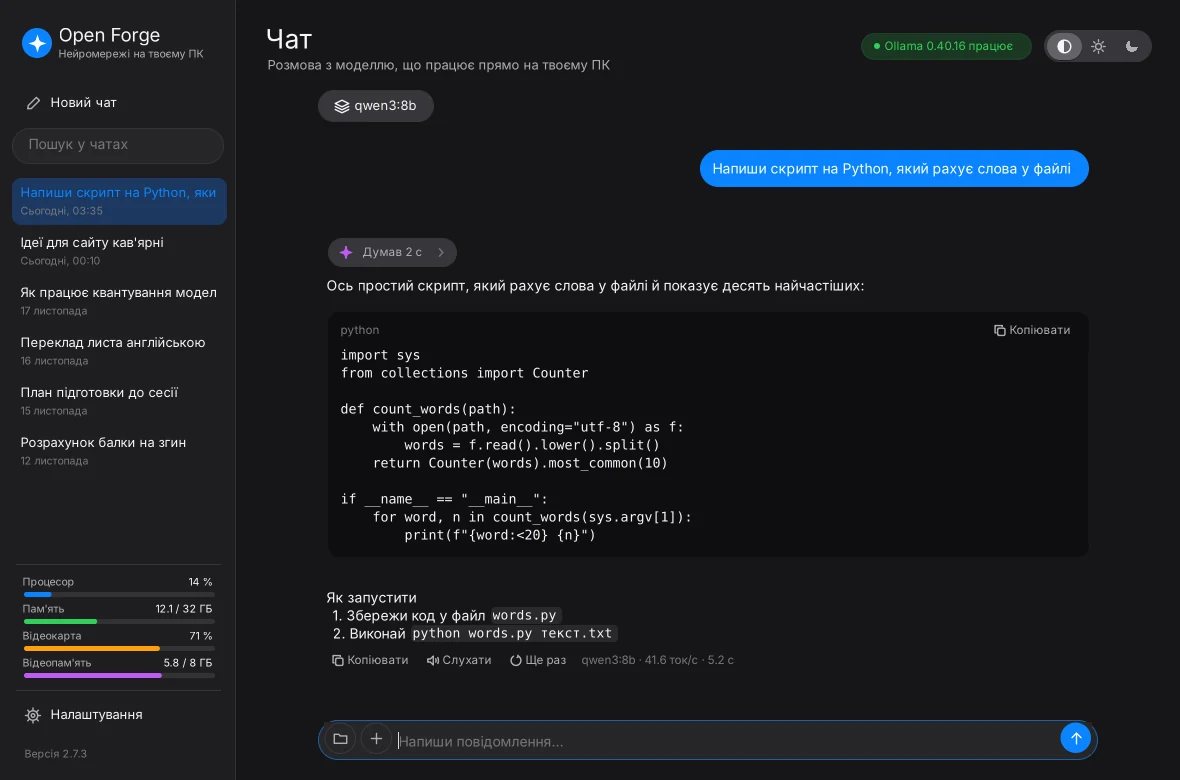 Open Forge
Нейромережі на твоєму ПК
Новий чат
Пошук у чатах
Напиши скрипт на Python, яки
Сьогодні, 03:35
Ідеї для сайту кав'ярні
Сьогодні, 00:10
Як працює квантування модел
17 листопада
Переклад листа англійською
16 листопада
План підготовки до сесії
15 листопада
Розрахунок балки на згин
12 листопада
Процесор 14 %
Пам'ять 12.1 / 32 ГБ
Відеокарта 71 %
Відеопам'ять 5.8 / 8 ГБ
Налаштування
Версія 2.7.3
Чат
Розмова з моделлю, що працює прямо на твоєму ПК
Ollama 0.40.16 працює
qwen3:8b
Напиши скрипт на Python, який рахує слова у файлі
Думав 2 с
Ось простий скрипт, який рахує слова у файлі й показує десять найчастіших:
python Копіювати
import sys
from collections import Counter
def count_words(path):
    with open(path, encoding="utf-8") as f:
        words = f.read().lower().split()
    return Counter(words).most_common(10)
if __name__ == "__main__":
    for word, n in count_words(sys.argv[1]):
        print(f"{word:<20} {n}")
Як запустити
1. Збережи код у файл words.py
2. Виконай python words.py текст.txt
Копіювати Слухати Ще раз qwen3:8b · 41.6 ток/с · 5.2 с
Напиши повідомлення...